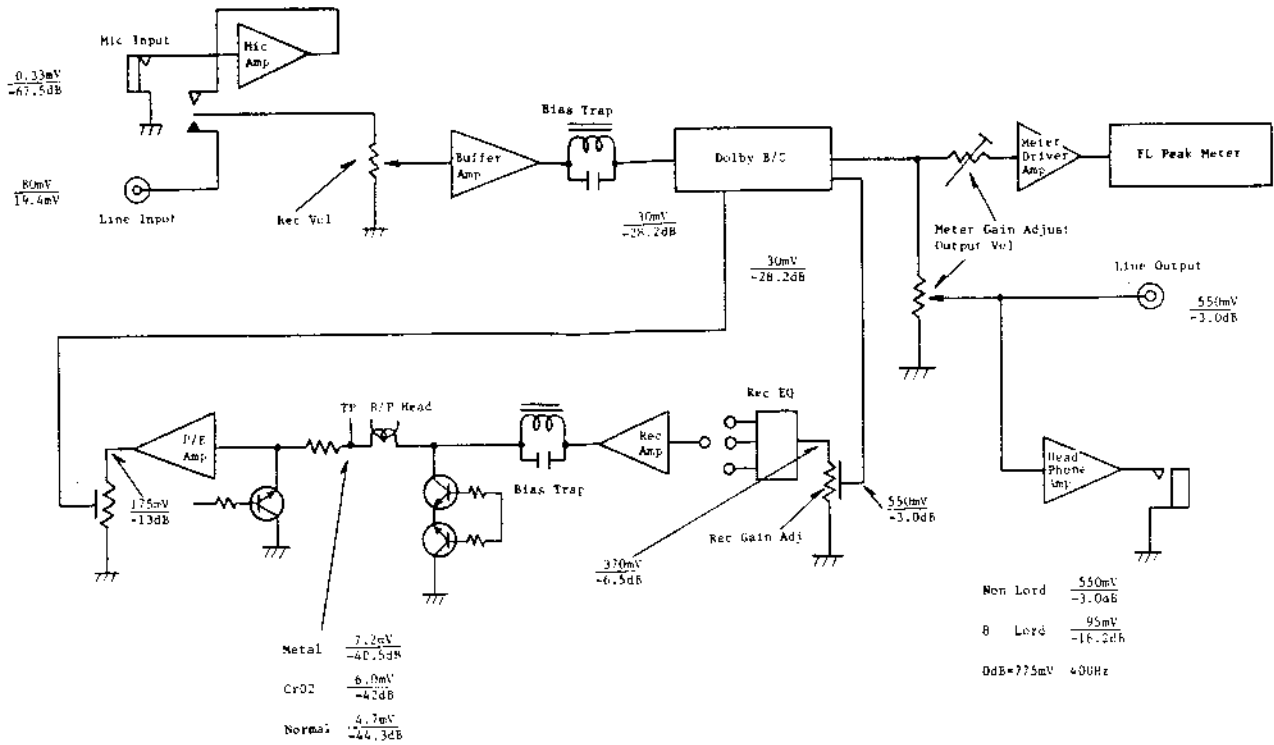 Mic Input
Mic
Amp
0.33mV
-67.5dB
Bias Trap
Buffer
Amp
Dolby B/C
Meter
Driver
Amp
FL Peak Meter
80mV
19.4mV
Line Input
Rec Vol
30mV
-28.2dB
30mV
-28.2dB
Meter Gain Adjust
Output Vol
Line Output
550mV
-3.0dB
TP
R/P Head
Rec EQ
P/E
Amp
Rec
Amp
Head
Phone
Amp
Bias Trap
175mV
-13dB
550mV
-3.0dB
Rec Gain Adj
370mV
-6.5dB
Non Lord
550mV
-3.0dB
8 Lord
95mV
-18.2dB
0dB=775mV 400Hz
Metal
7.2mV
-40.5dB
CrO2
6.0mV
-42dB
Normal
4.7mV
-44.3dB